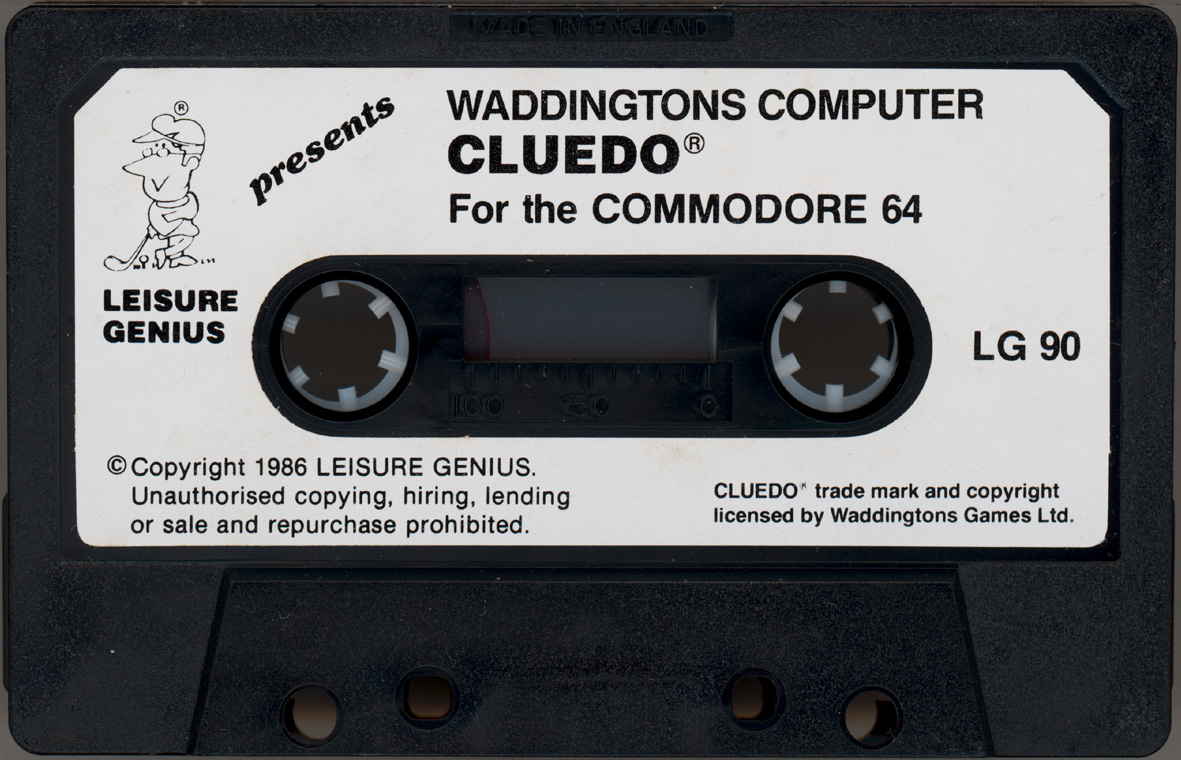 MADE IN ENGLAND
®
presents
WADDINGTONS COMPUTER
CLUEDO®
For the COMMODORE 64
LEISURE
GENIUS
LG 90
100 50 0
© Copyright 1986 LEISURE GENIUS.
Unauthorised copying, hiring, lending
or sale and repurchase prohibited.
CLUEDO® trade mark and copyright
licensed by Waddingtons Games Ltd.